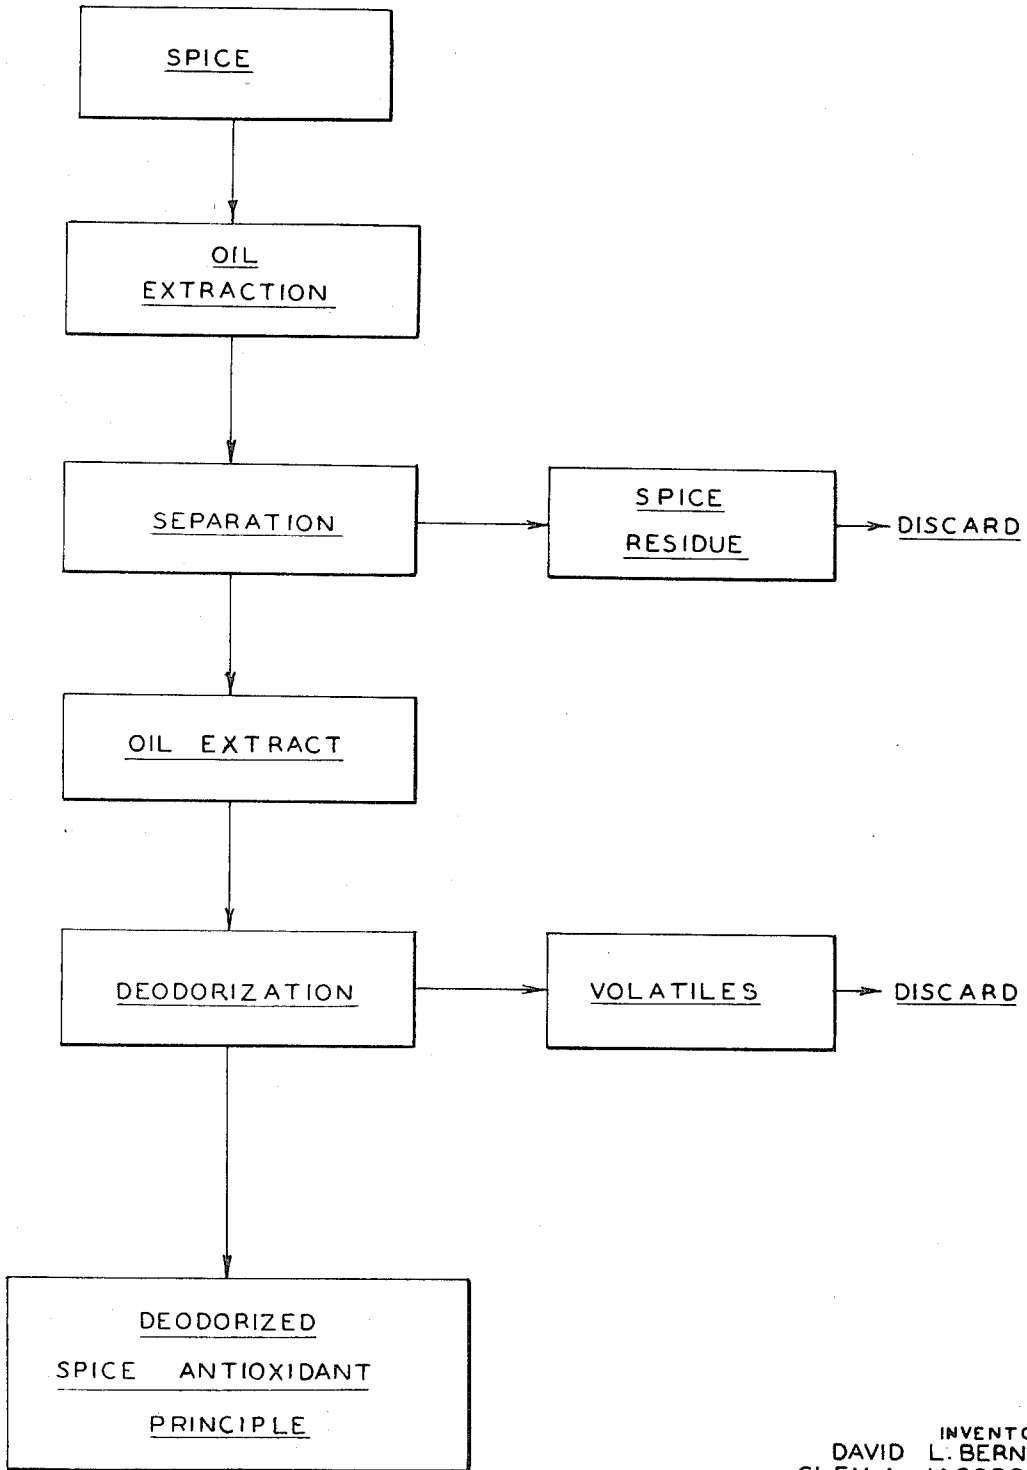 SPICE
OIL
EXTRACTION
SEPARATION
SPICE
RESIDUE
DISCARD
OIL EXTRACT
DEODORIZATION
VOLATILES
DISCARD
DEODORIZED
SPICE ANTIOXIDANT
PRINCIPLE
DAVID L. BERN